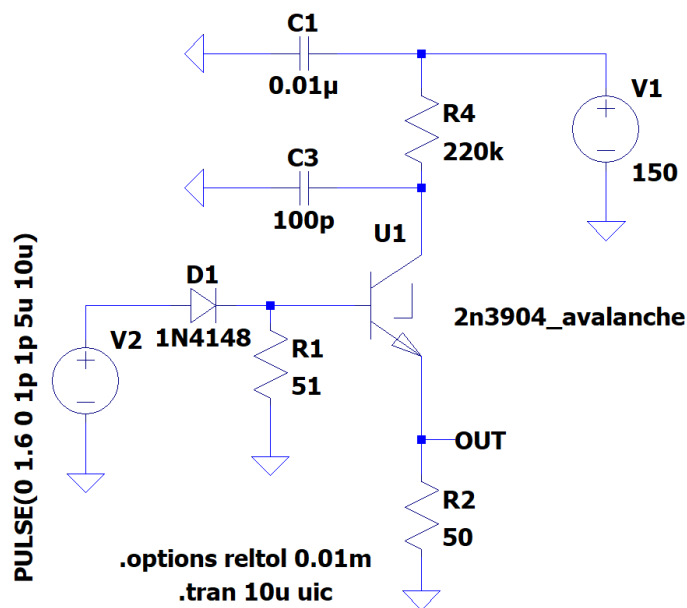 C1
0.01µ
V1
R4
220k
150
C3
100p
U1
D1
1N4148
2n3904_avalanche
V2
R1
51
PULSE(0 1.6 0 1p 1p 5u 10u)
OUT
R2
50
.options reltol 0.01m
.tran 10u uic